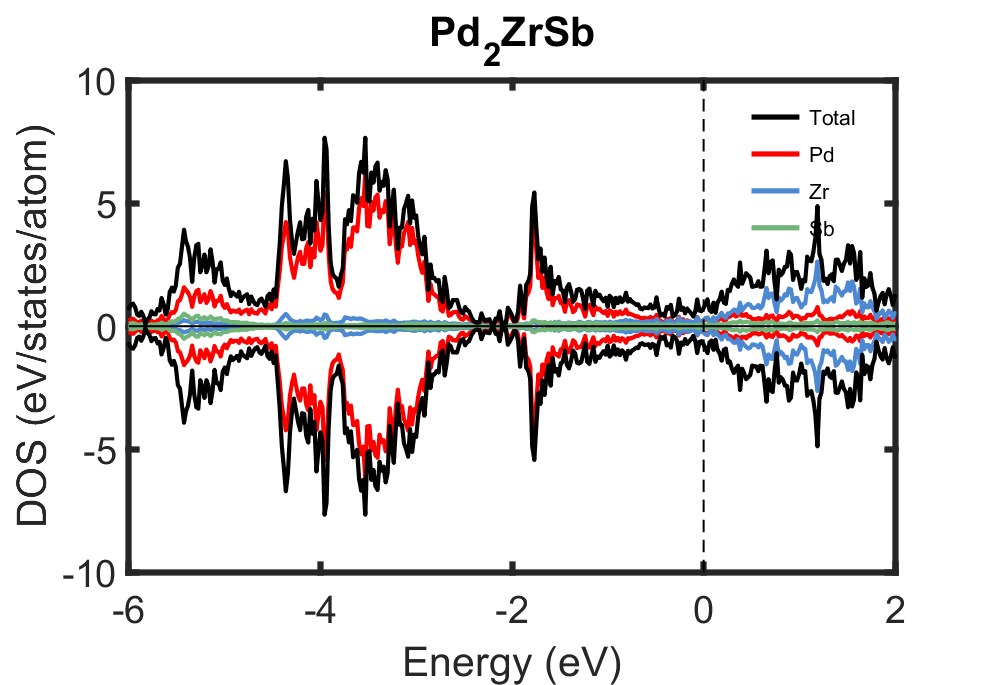 Pd₂ZrSb
10
5
0
-5
-10
DOS (eV/states/atom)
Total
Pd
Zr
Sb
-6 -4 -2 0 2
Energy (eV)